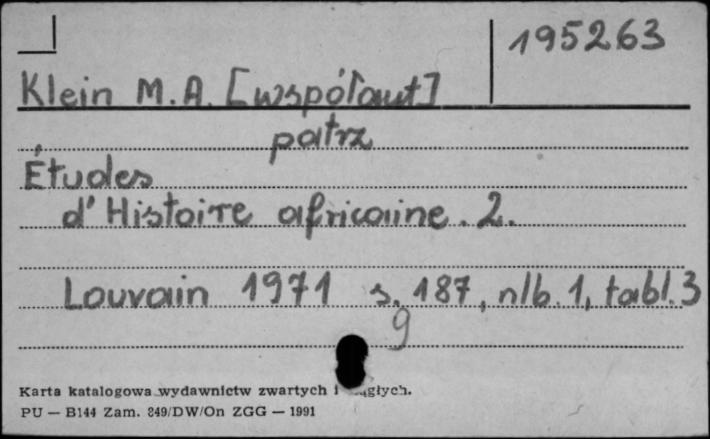 195263
Klein M.A. [współaut]
patrz
Études
d'Histoire africaine. 2.
Louvain 1971 s. 187, nlb. 1, tabl. 3
9
Karta katalogowa wydawnictw zwartych i
PU — B144 Zam. 849/DW/On ZGG — 1991